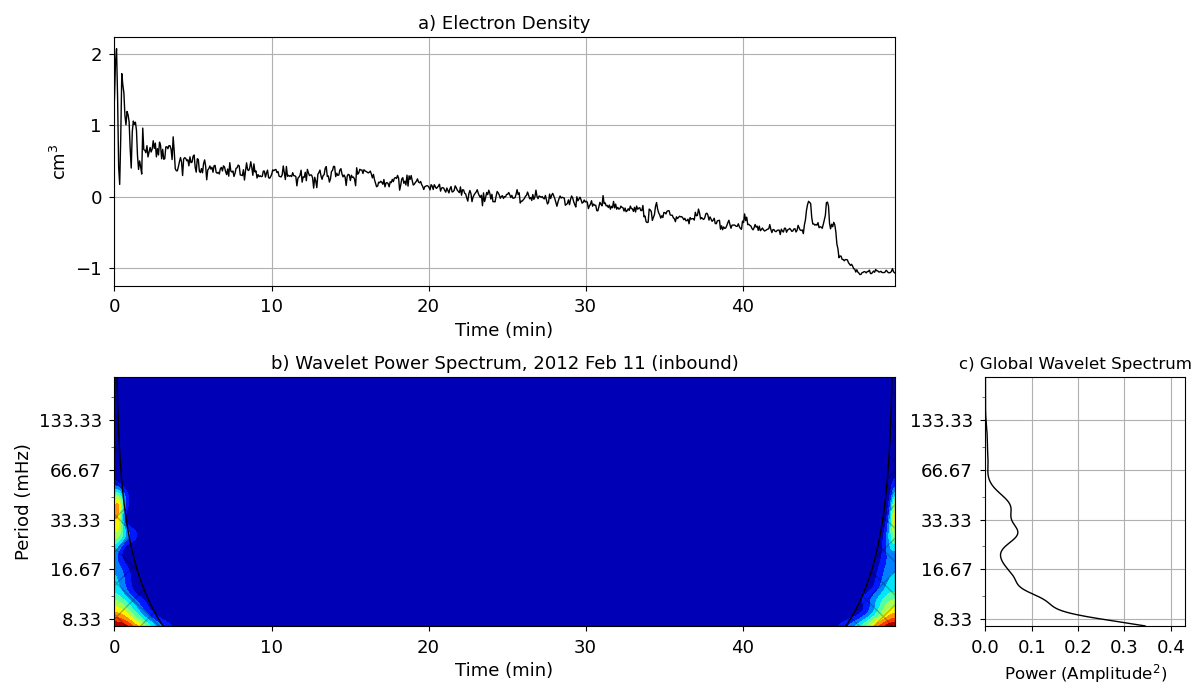 a) Electron Density
2
1
0
−1
cm³
0 10 20 30 40
Time (min)
b) Wavelet Power Spectrum, 2012 Feb 11 (inbound)
133.33
66.67
33.33
16.67
8.33
Period (mHz)
0 10 20 30 40
Time (min)
c) Global Wavelet Spectrum
133.33
66.67
33.33
16.67
8.33
0.0 0.1 0.2 0.3 0.4
Power (Amplitude²)